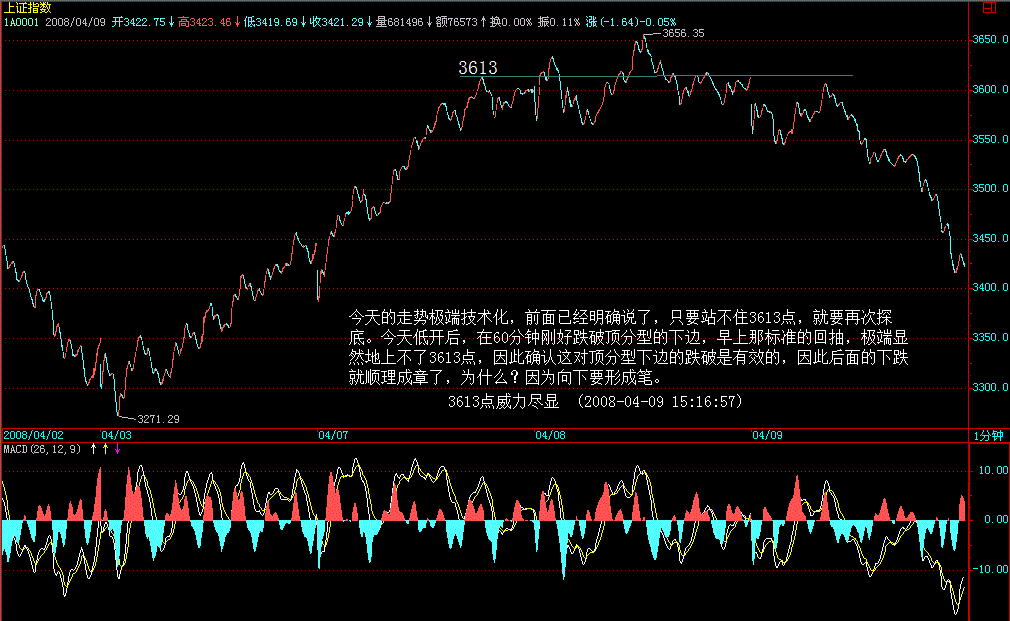 上证指数
1A0001 2008/04/09 开3422.75↓高3423.46↓低3419.69↓收3421.29↓量681496↓额76573↑换0.00% 振0.11% 涨(-1.64)-0.05%
3656.35
3650.0
3613
3600.0
3550.0
3500.0
3450.0
3400.0
今天的走势极端技术化，前面已经明确说了，只要站不住3613点，就要再次探
底。今天低开后，在60分钟刚好跌破顶分型的下边，早上那标准的回抽，极端显
然地上不了3613点，因此确认这对顶分型下边的跌破是有效的，因此后面的下跌
就顺理成章了，为什么？因为向下要形成笔。
3613点威力尽显 （2008-04-09 15:16:57）
3350.0
3300.0
3271.29
2008/04/02 04/03 04/07 04/08 04/09 1分钟
MACD(26,12,9) ↑ ↑ ↓
10.00
0.00
-10.00